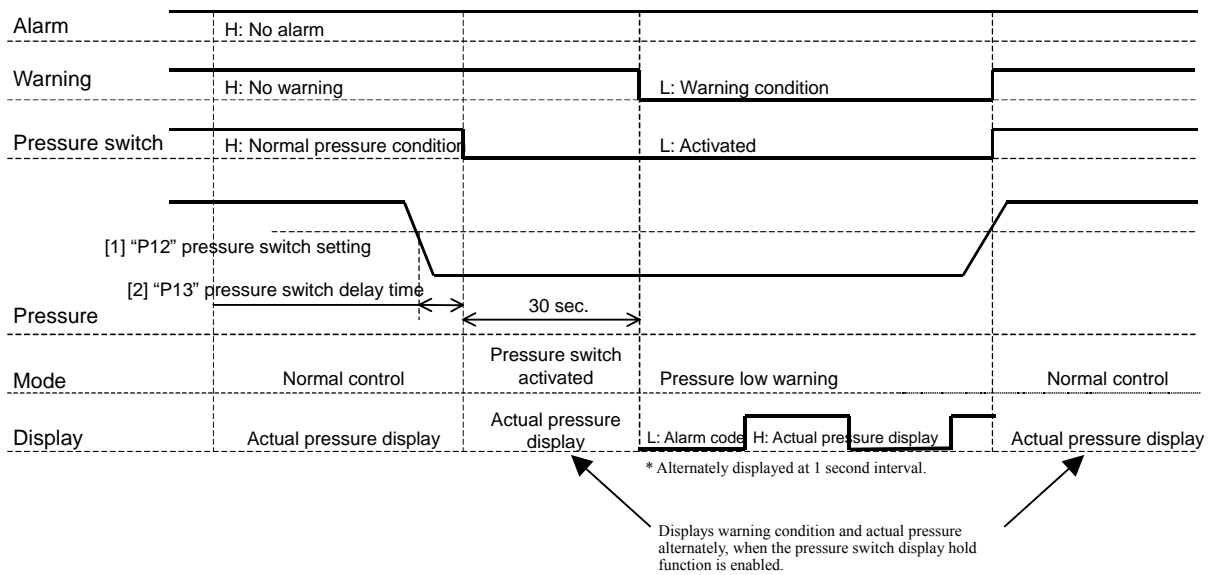 Alarm
H: No alarm
Warning
H: No warning
L: Warning condition
Pressure switch
H: Normal pressure condition
L: Activated
[1] “P12” pressure switch setting
[2] “P13” pressure switch delay time
30 sec.
Pressure
Mode
Normal control
Pressure switch
activated
Pressure low warning
Normal control
Display
Actual pressure display
Actual pressure
display
L: Alarm code
H: Actual pressure display
Actual pressure display
* Alternately displayed at 1 second interval.
Displays warning condition and actual pressure
alternately, when the pressure switch display hold
function is enabled.